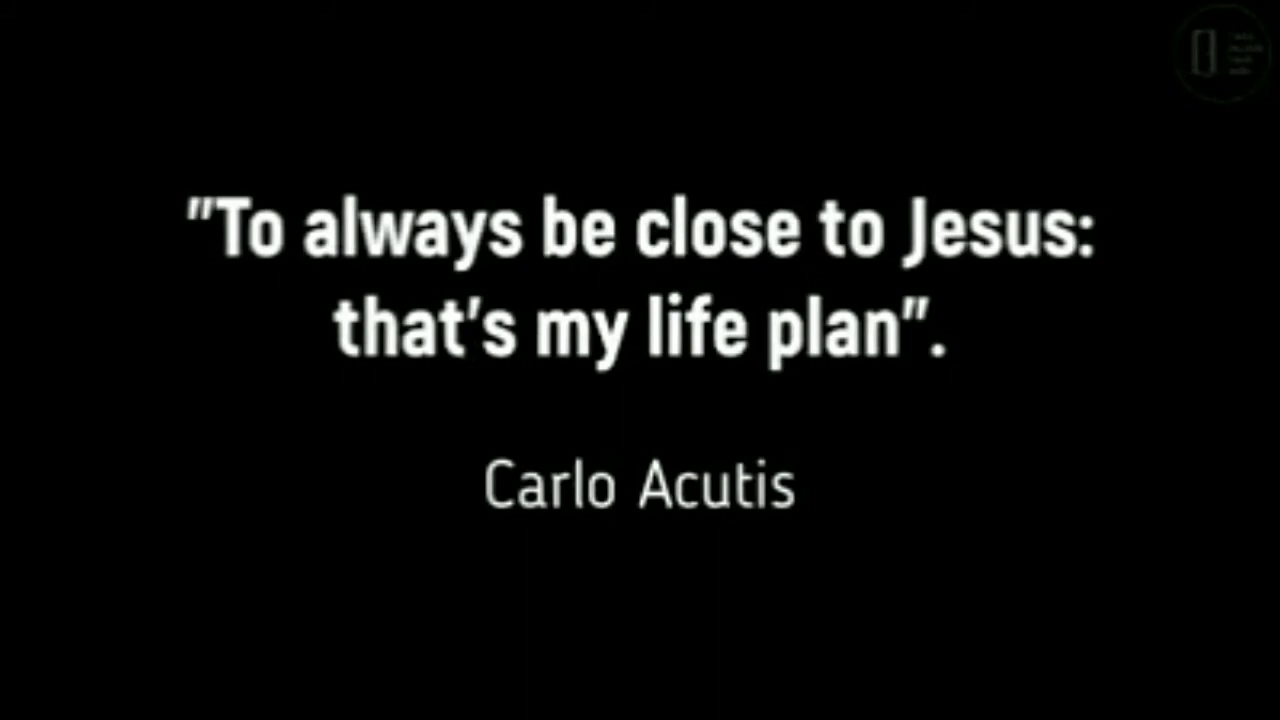 "To always be close to Jesus:
that's my life plan".
Carlo Acutis